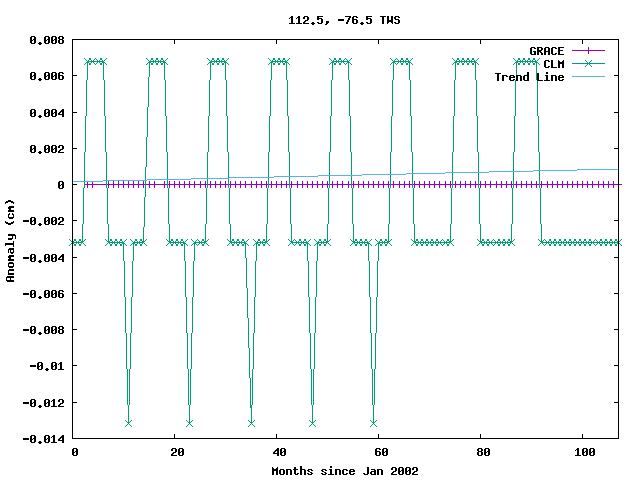 112.5, -76.5 TWS
GRACE
CLM
Trend Line
0.008
0.006
0.004
0.002
0
-0.002
-0.004
-0.006
-0.008
-0.01
-0.012
-0.014
Anomaly (cm)
0 20 40 60 80 100
Months since Jan 2002